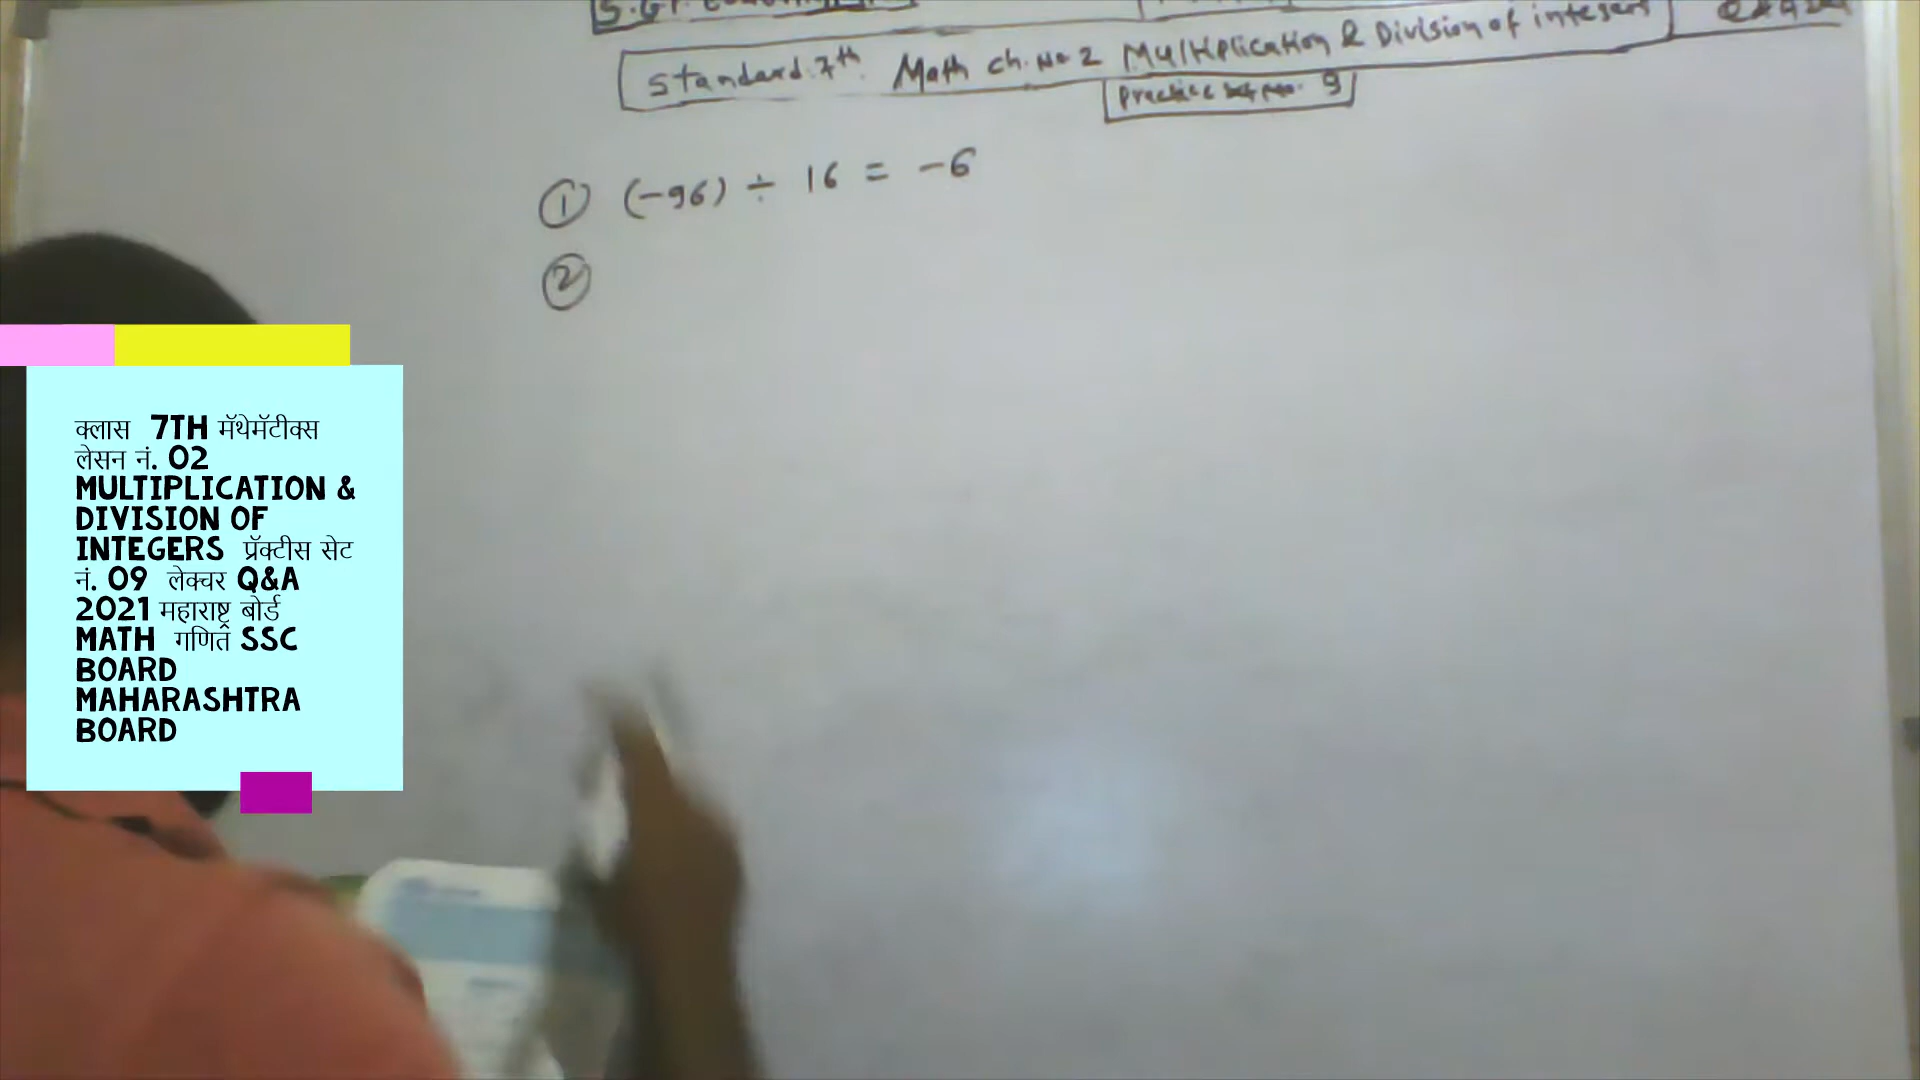 Standard: 7th Math ch. No 2 Multiplication & Division of integers
Practice set No. 9
① (-96) ÷ 16 = -6
②
क्लास 7TH मॅथेमॅटीक्स
लेसन नं. 02
MULTIPLICATION &
DIVISION OF
INTEGERS प्रॅक्टीस सेट
नं. 09 लेक्चर Q&A
2021 महाराष्ट्र बोर्ड
MATH गणित SSC
BOARD
MAHARASHTRA
BOARD